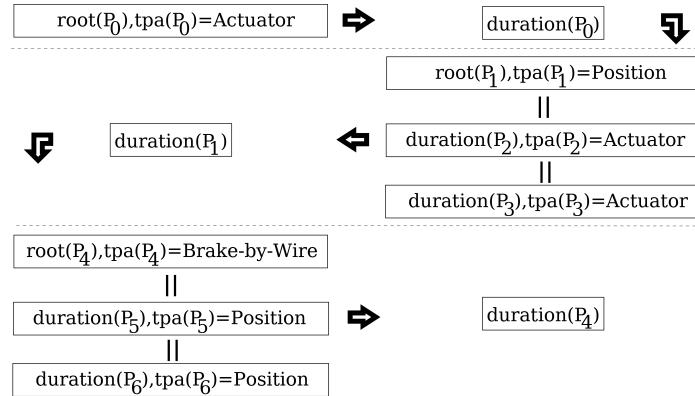 root(P₀),tpa(P₀)=Actuator
duration(P₀)
root(P₁),tpa(P₁)=Position
||
duration(P₁)
duration(P₂),tpa(P₂)=Actuator
||
duration(P₃),tpa(P₃)=Actuator
root(P₄),tpa(P₄)=Brake-by-Wire
||
duration(P₅),tpa(P₅)=Position
duration(P₄)
||
duration(P₆),tpa(P₆)=Position